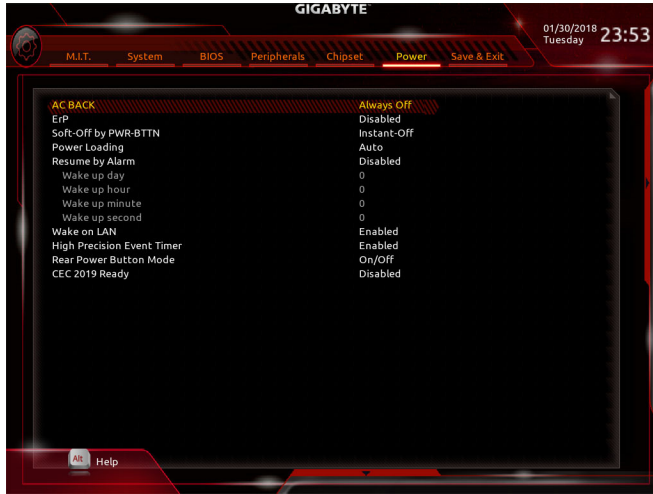 GIGABYTE™
01/30/2018 Tuesday 23:53
M.I.T. System BIOS Peripherals Chipset Power Save & Exit
AC BACK Always Off
ErP Disabled
Soft-Off by PWR-BTTN Instant-Off
Power Loading Auto
Resume by Alarm Disabled
Wake up day 0
Wake up hour 0
Wake up minute 0
Wake up second 0
Wake on LAN Enabled
High Precision Event Timer Enabled
Rear Power Button Mode On/Off
CEC 2019 Ready Disabled
Alt Help